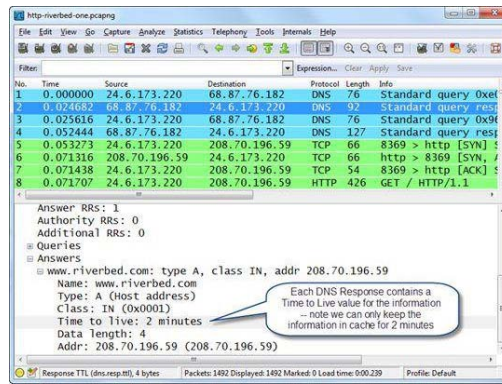 http-riverbed-one.pcapng
File Edit View Go Capture Analyze Statistics Telephony Tools Internals Help
Filter: Expression... Clear Apply Save
No. Time Source Destination Protocol Length Info
1 0.000000 24.6.173.220 68.87.76.182 DNS 76 Standard query
2 0.024682 68.87.76.182 24.6.173.220 DNS 92 Standard query
3 0.025616 24.6.173.220 68.87.76.182 DNS 76 Standard query
4 0.052444 68.87.76.182 24.6.173.220 DNS 127 Standard query
5 0.053273 24.6.173.220 208.70.196.59 TCP 66 8369 > http [SYN]
6 0.071316 208.70.196.59 24.6.173.220 TCP 66 http > 8369 [SYN,
7 0.071438 24.6.173.220 208.70.196.59 TCP 54 8369 > http [ACK]
8 0.071707 24.6.173.220 208.70.196.59 HTTP 426 GET / HTTP/1.1
Answer RRs: 1
Authority RRs: 0
Additional RRs: 0
Queries
Answers
www.riverbed.com: type A, class IN, addr 208.70.196.59
Name: www.riverbed.com
Type: A (Host address)
Class: IN (0x0001)
Time to live: 2 minutes
Data length: 4
Addr: 208.70.196.59 (208.70.196.59)
Each DNS Response contains a
Time to Live value for the information
-- note we can only keep the
information in cache for 2 minutes
Response TTL (dns.resp.ttl), 4 bytes Packets: 1492 Displayed: 1492 Marked: 0 Load time: 0:00.239 Profile: Default